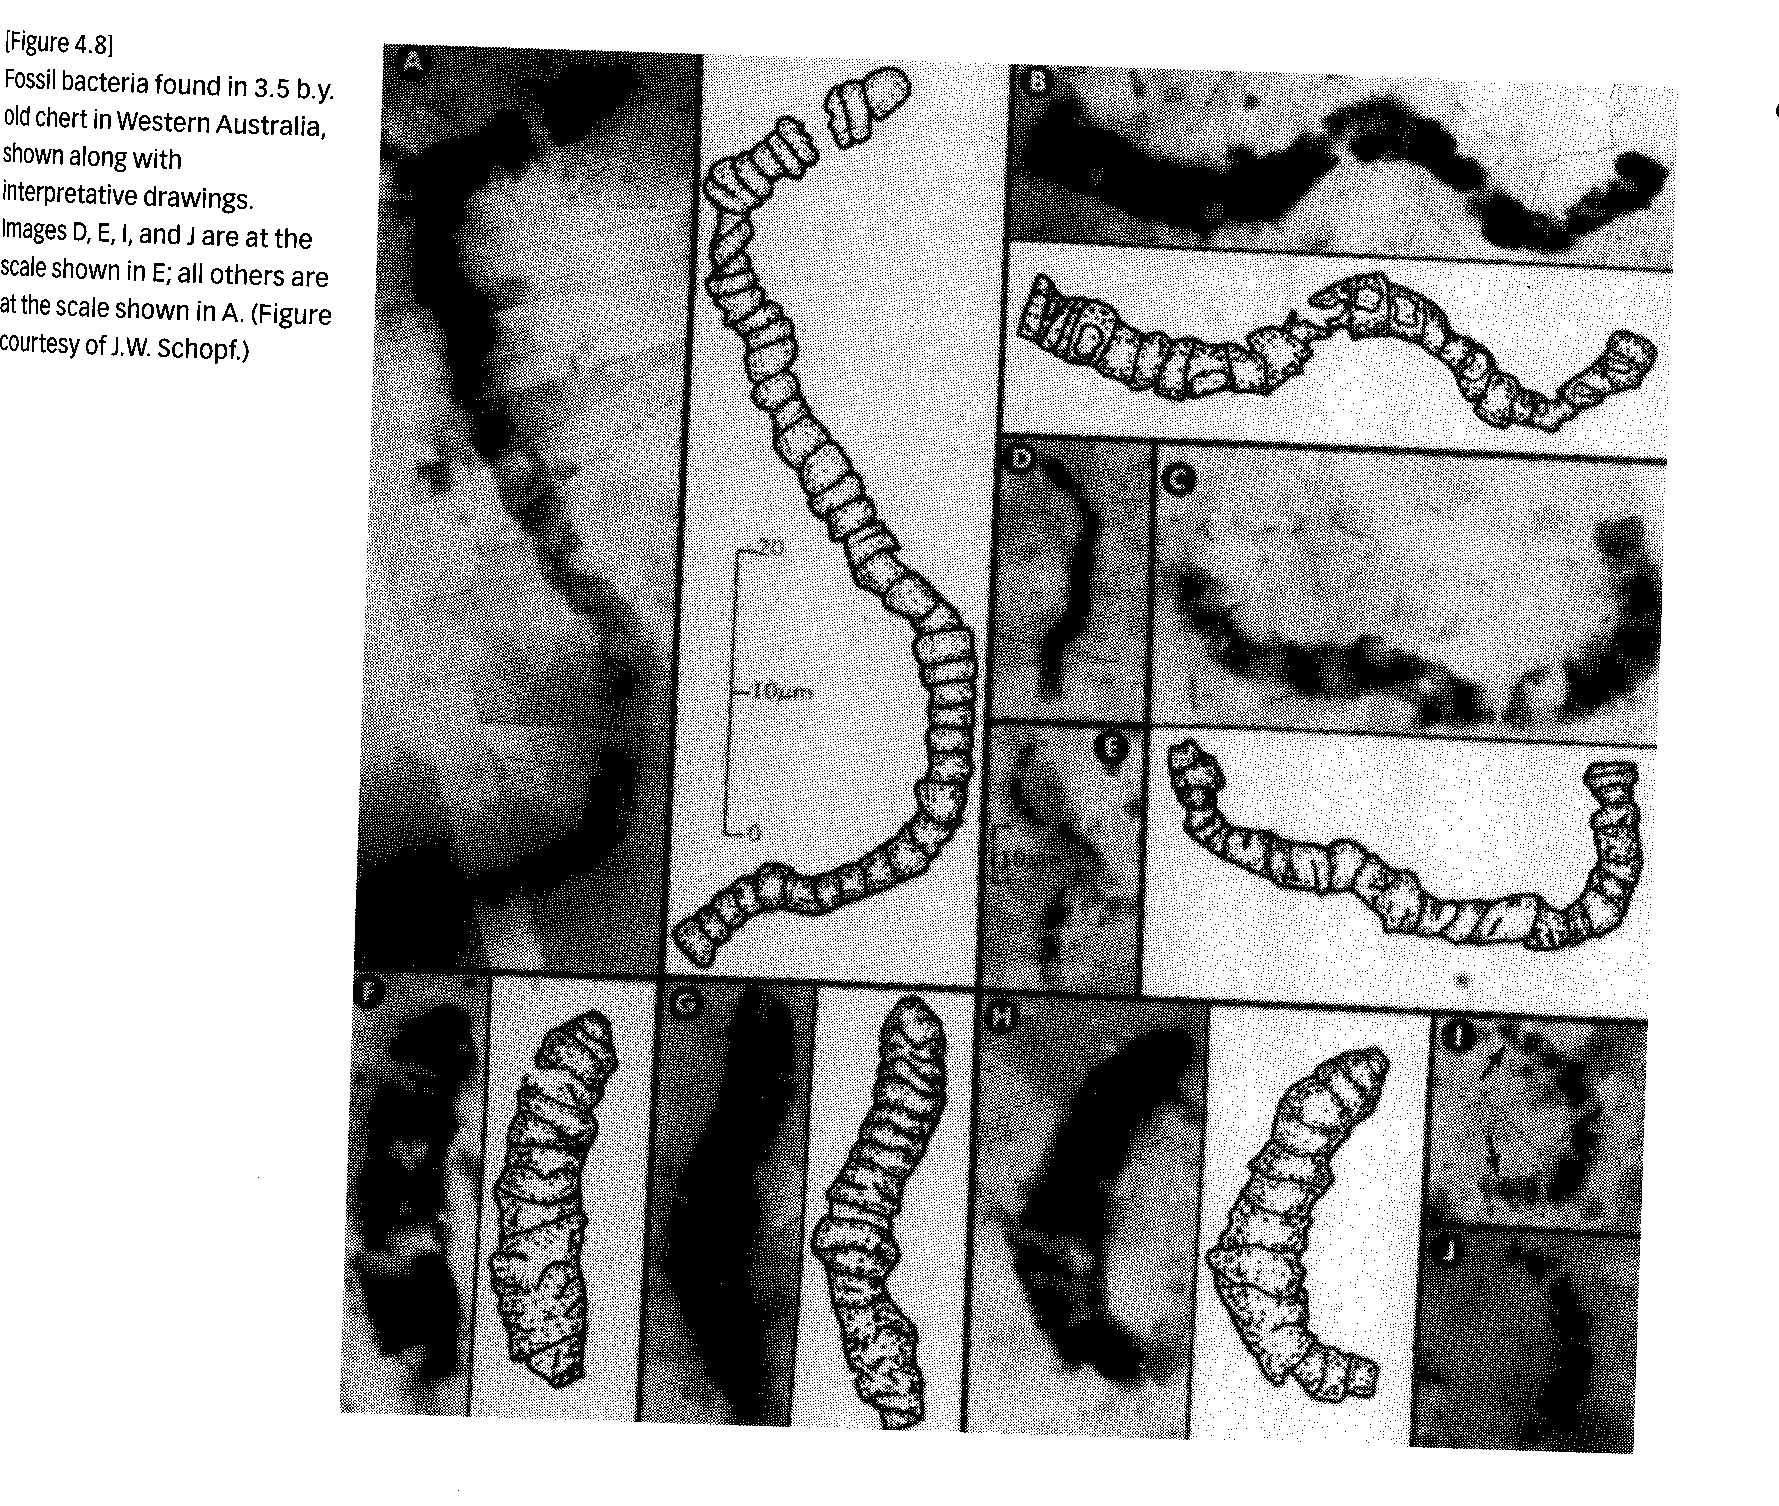 [Figure 4.8]
Fossil bacteria found in 3.5 b.y.
old chert in Western Australia,
shown along with
interpretative drawings.
Images D, E, I, and J are at the
scale shown in E; all others are
at the scale shown in A. (Figure
courtesy of J.W. Schopf.)
A
B
20
10µm
0
D
C
E
F
G
H
I
J